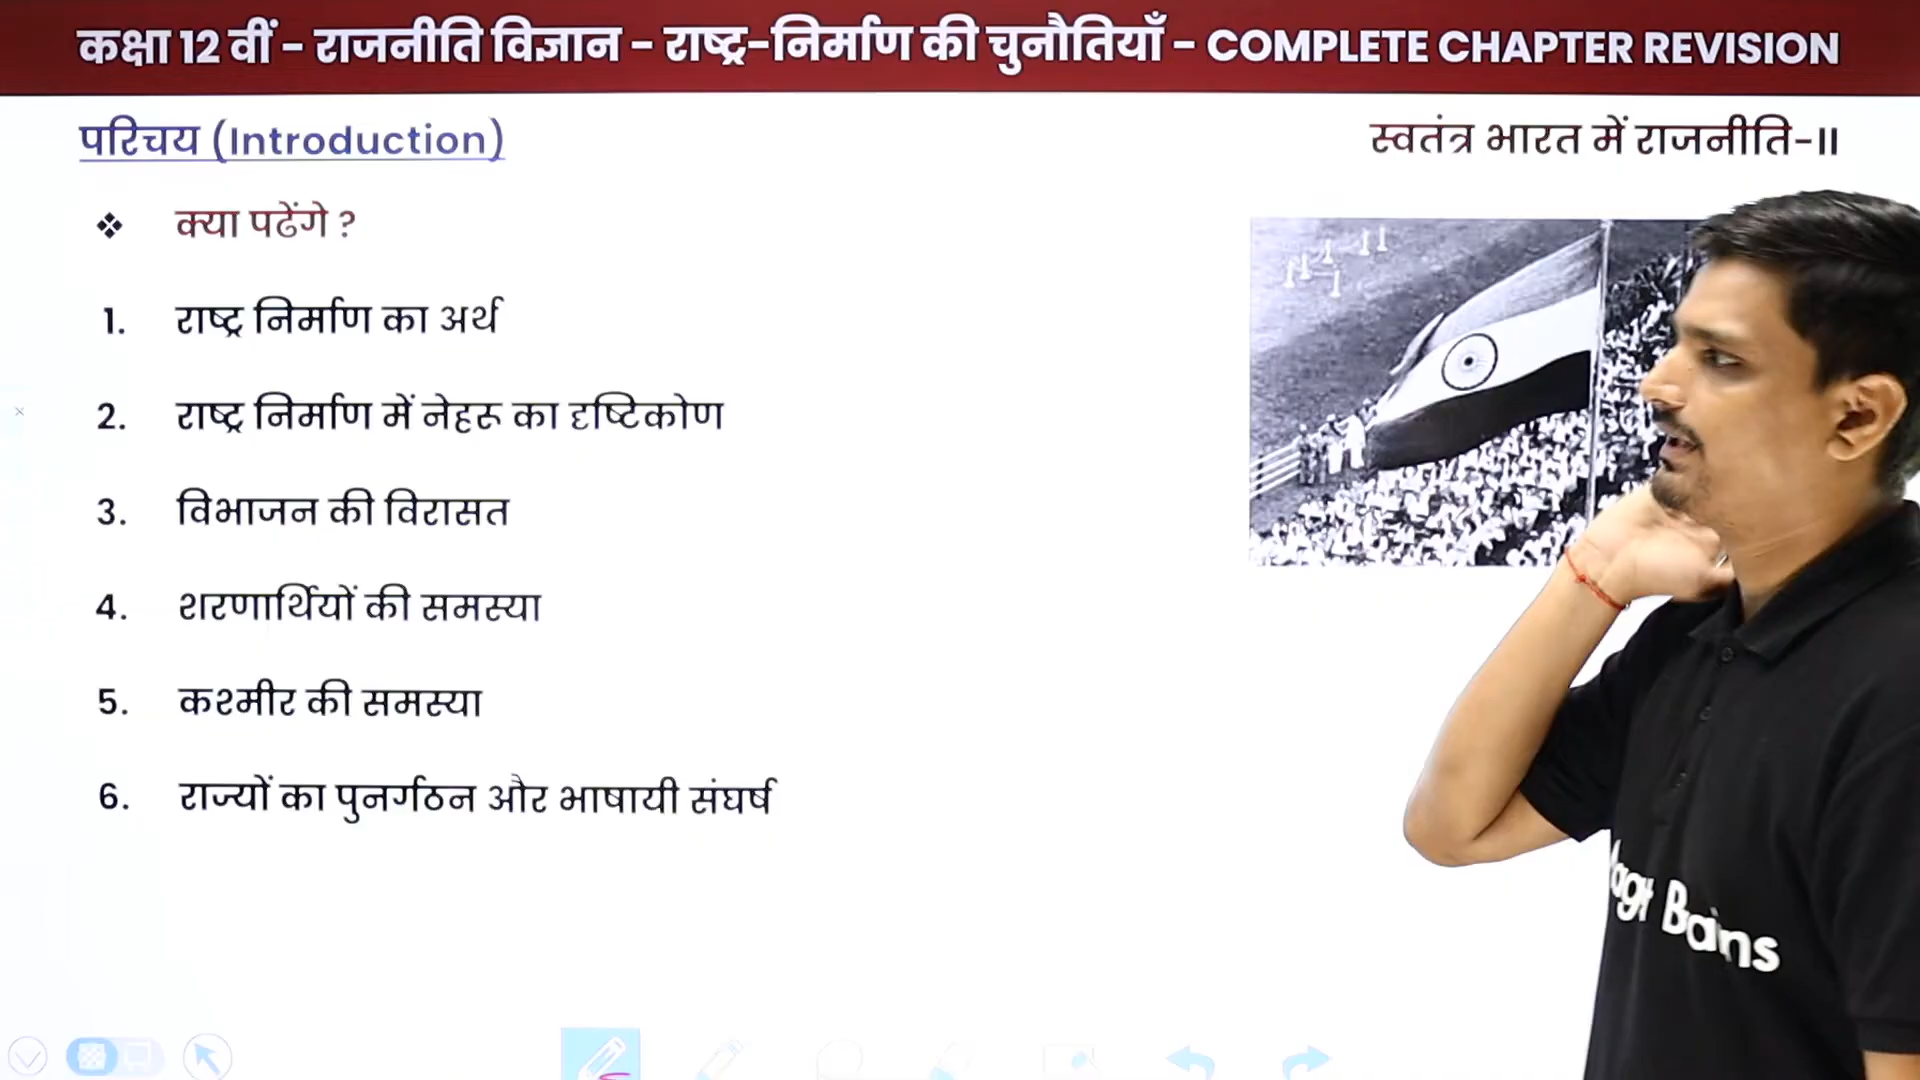 कक्षा 12 वीं - राजनीति विज्ञान - राष्ट्र-निर्माण की चुनौतियाँ - COMPLETE CHAPTER REVISION
परिचय (Introduction)
स्वतंत्र भारत में राजनीति-II
❖ क्या पढेंगे ?
1. राष्ट्र निर्माण का अर्थ
2. राष्ट्र निर्माण में नेहरू का दृष्टिकोण
3. विभाजन की विरासत
4. शरणार्थियों की समस्या
5. कश्मीर की समस्या
6. राज्यों का पुनर्गठन और भाषायी संघर्ष
Bains